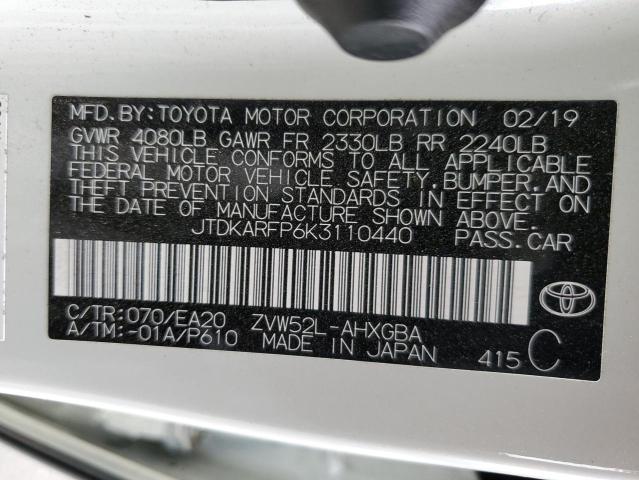 MFD. BY: TOYOTA MOTOR CORPORATION 02/19
GVWR 4080LB GAWR FR 2330LB RR 2240LB
THIS VEHICLE CONFORMS TO ALL APPLICABLE
FEDERAL MOTOR VEHICLE SAFETY, BUMPER, AND
THEFT PREVENTION STANDARDS IN EFFECT ON
THE DATE OF MANUFACTURE SHOWN ABOVE.
JTDKARFP6K3110440 PASS. CAR
C/TR: 070/EA20 ZVW52L-AHXGBA
A/TM: -01A/P610 MADE IN JAPAN 415 C
TOYOTA